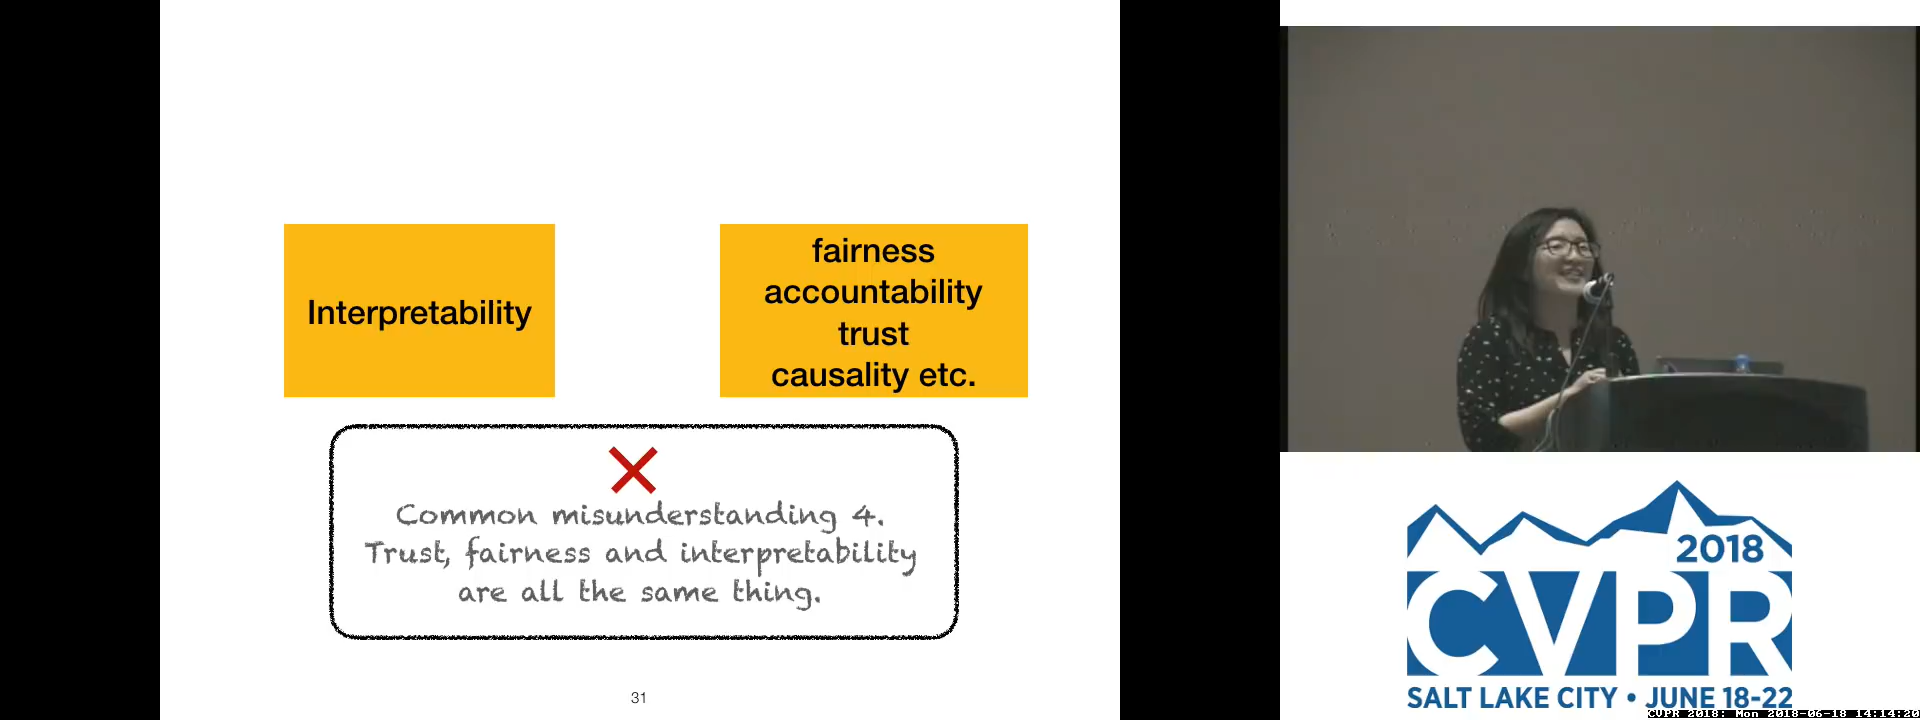 Interpretability
fairness
accountability
trust
causality etc.
Common misunderstanding 4.
Trust, fairness and interpretability
are all the same thing.
31
2018
CVPR
SALT LAKE CITY • JUNE 18-22
CVPR 2018: Mon 2018-06-18 14:14:20